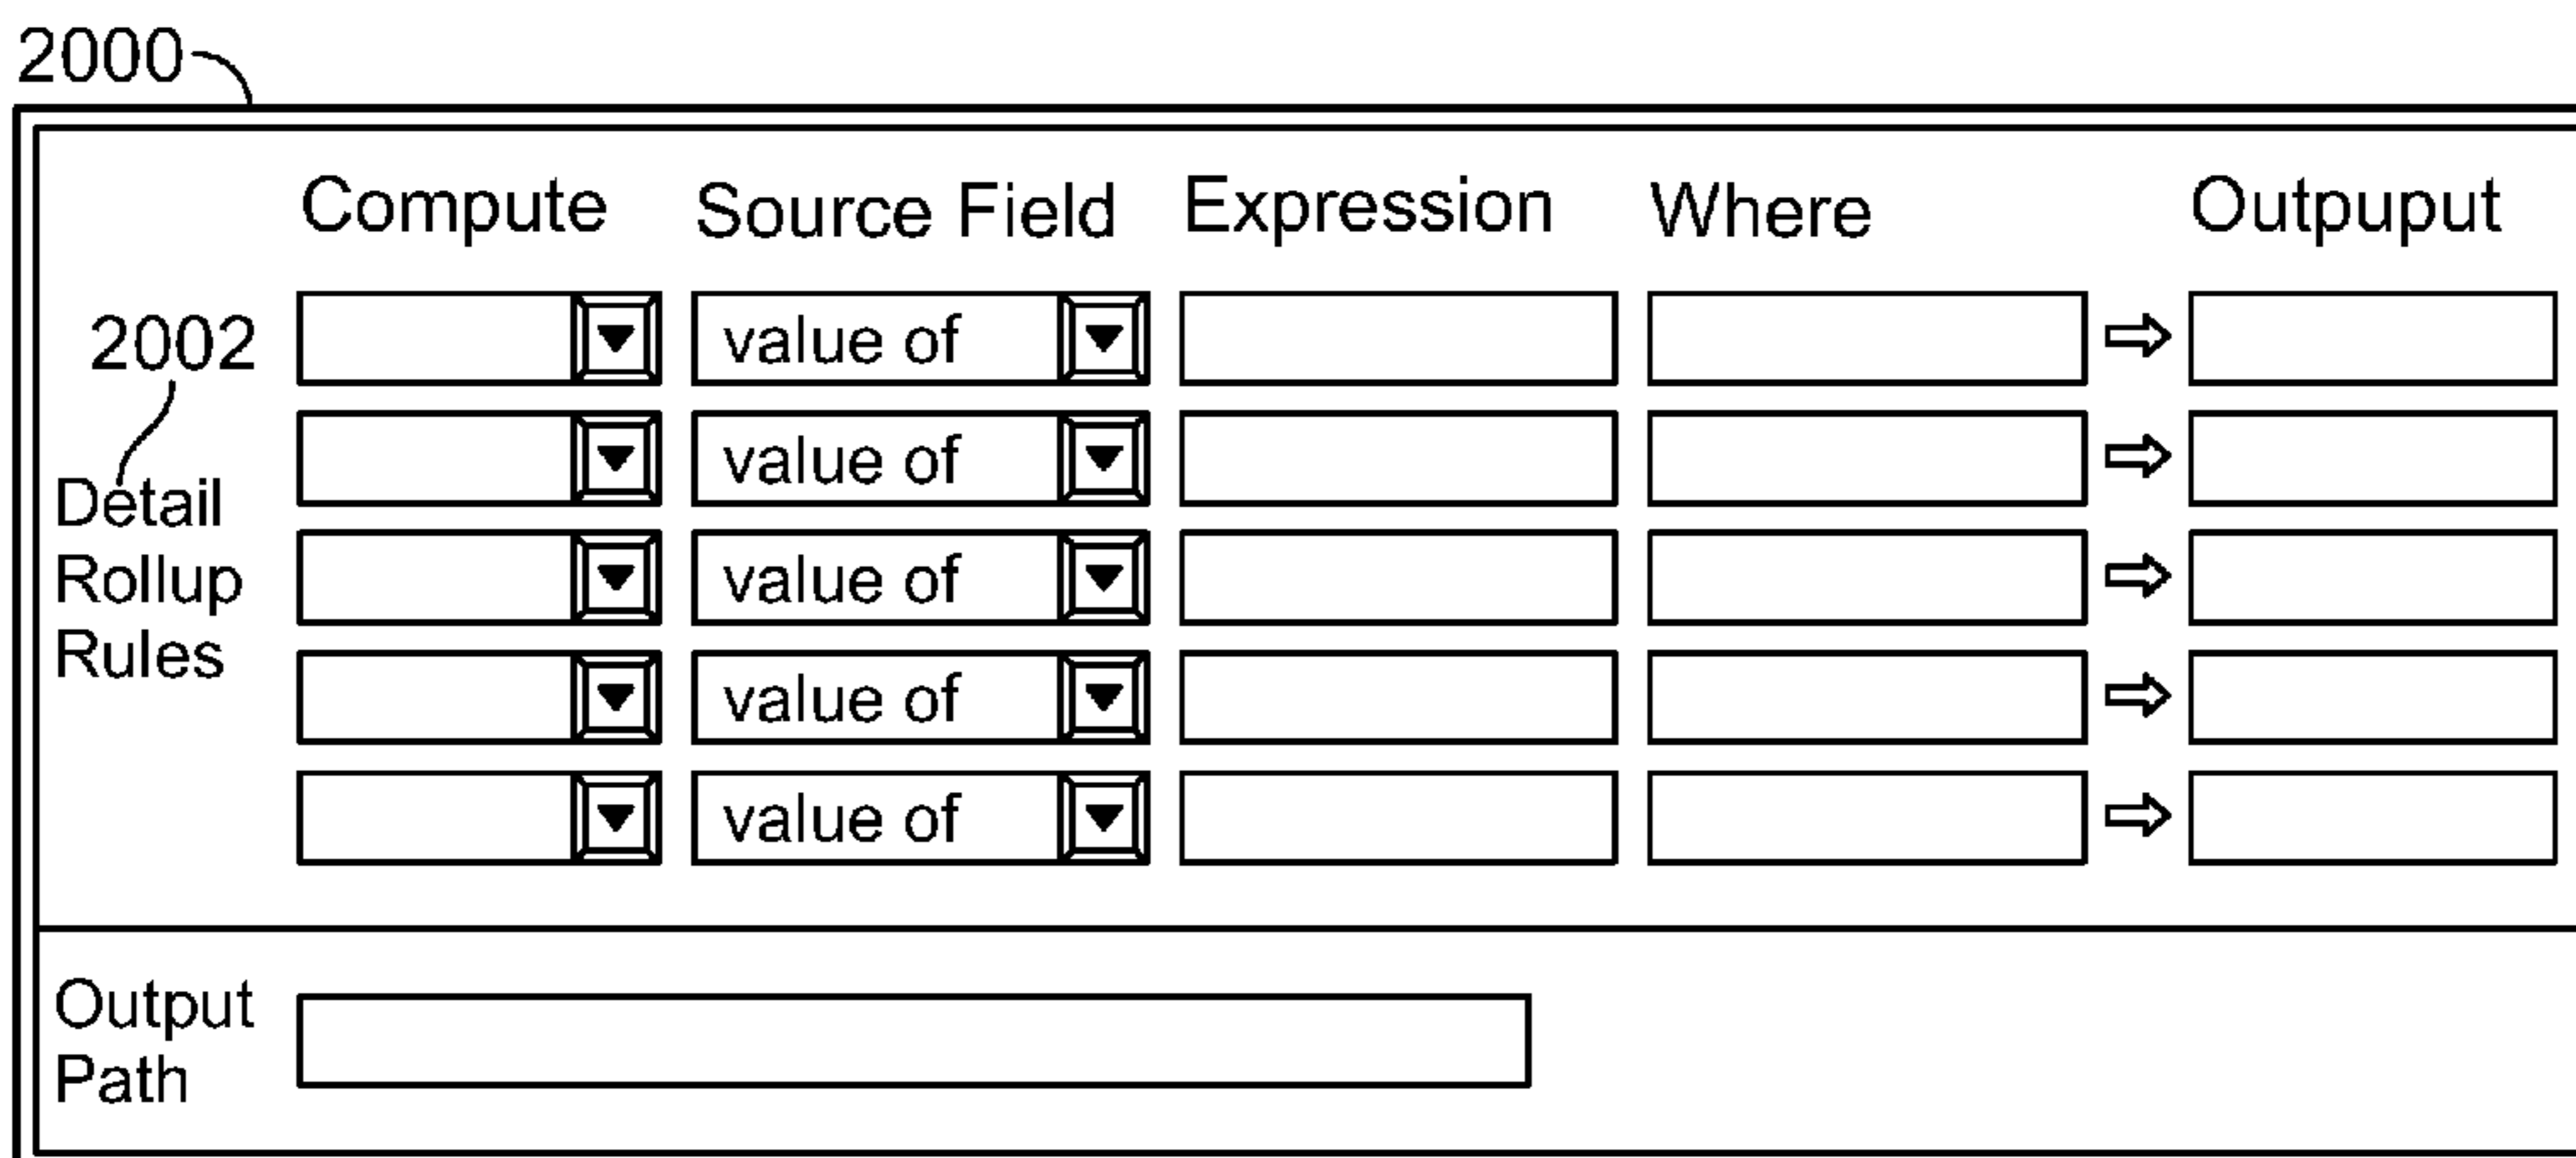 2000
Compute Source Field Expression Where Outpuput
2002
value of
value of
Detail
Rollup
Rules
value of
value of
value of
Output
Path